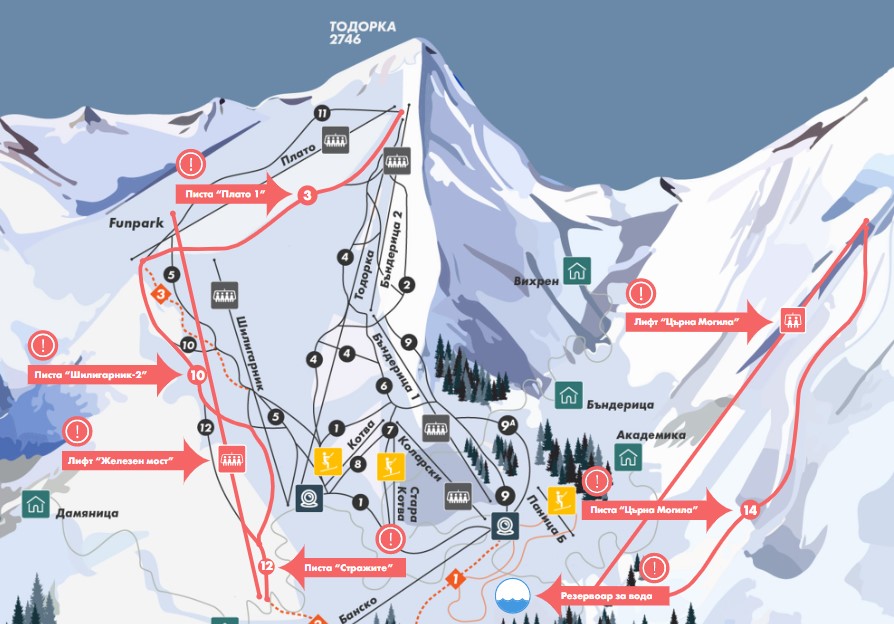 ТОДОРКА
2746
11
Плато
!
Писта "Плато 1"
3
Funpark
5
3
4
Тодорка
Бъндерица 2
2
Вихрен
!
Лифт "Църна Могила"
Шилигарник
!
10
Писта "Шилигарник-2"
10
4
4
9
Бъндерица 1
6
Бъндерица
12
5
!
Лифт "Железен мост"
1
Котва
7
Коларски
9А
Академика
8
Стара
Котва
1
9
Паница Б
!
Писта "Църна Могила"
14
Дамяница
!
12
Писта "Стражите"
1
!
Резервоар за вода
Банско
2